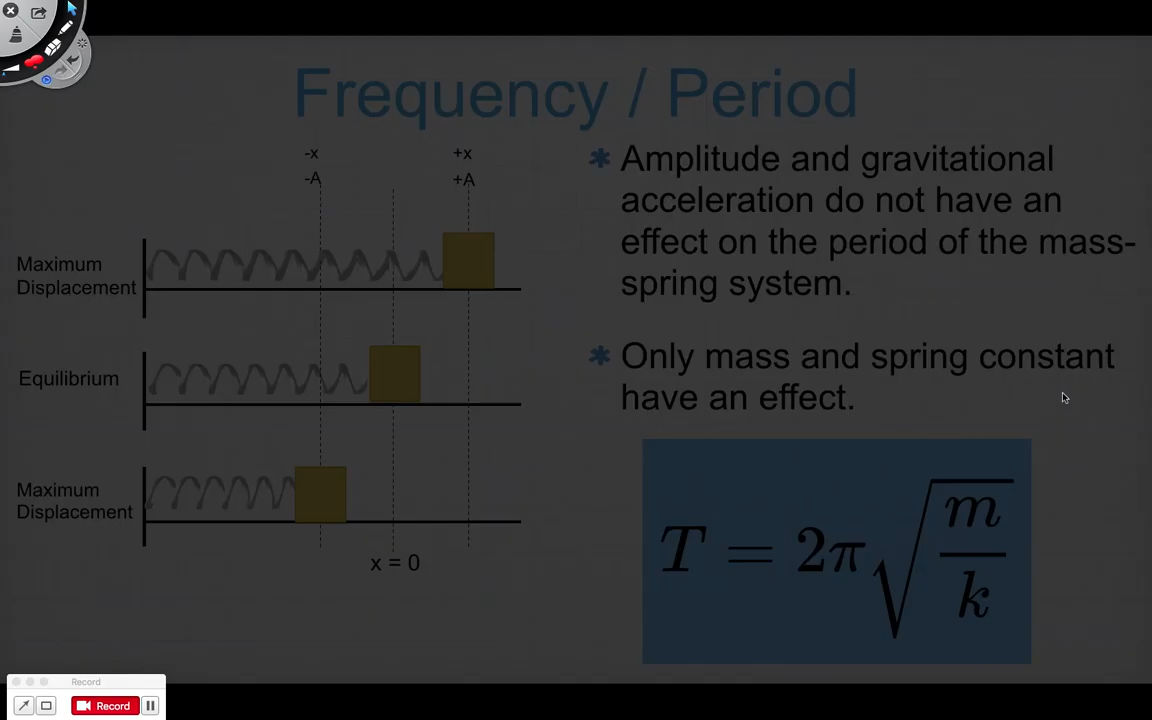 Frequency / Period
-x +x
-A +A
Maximum
Displacement
Equilibrium
Maximum
Displacement
x = 0
Amplitude and gravitational
acceleration do not have an
effect on the period of the mass-
spring system.
Only mass and spring constant
have an effect.
T = 2π√(m/k)
Record
Record